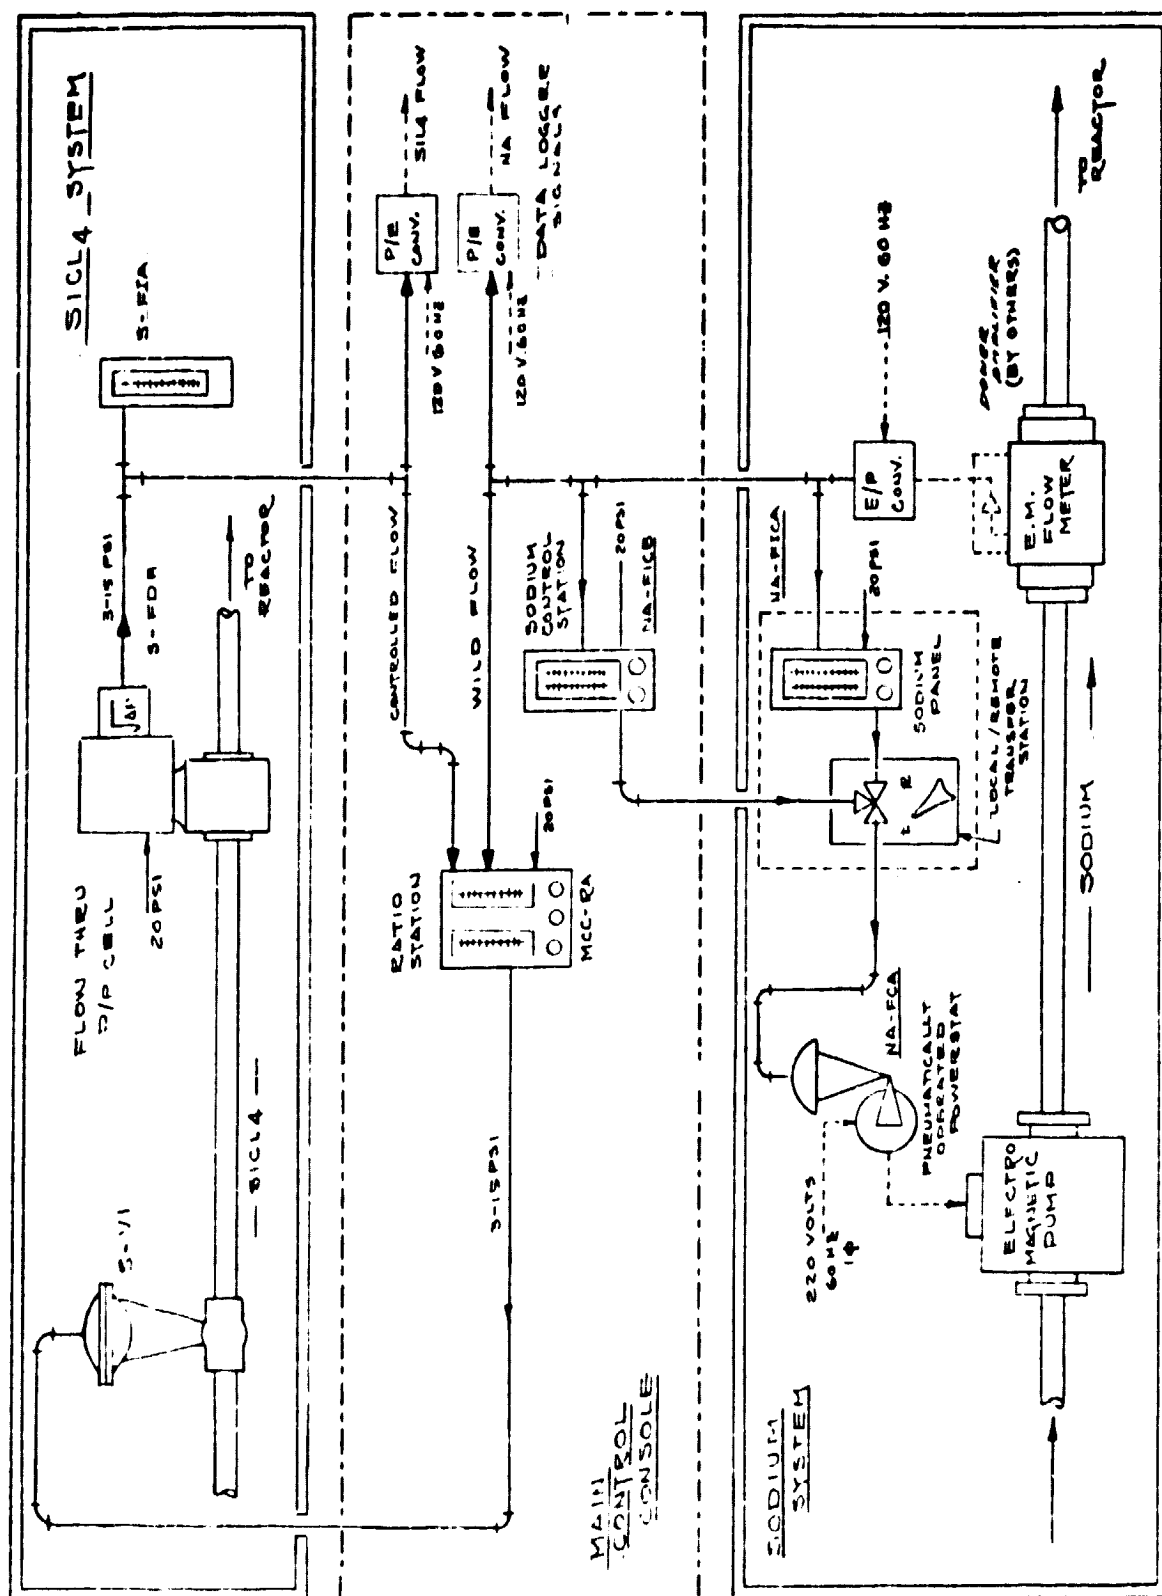 SICL4 SYSTEM
S-FIA
3-15 PSI
S-FDA
TO
REACTOR
FLOW THRU
D/P CELL
20 PSI
SICL4
S-V1
P/E
CONV.
SIL4 FLOW
120 V. 60 HZ
P/E
CONV.
NA FLOW
120 V. 60 HZ
DATA LOGGER
SIGNALS
CONTROLLED FLOW
WILD FLOW
SODIUM
CONTROL
STATION
20 PSI
NA-FICB
RATIO
STATION
20 PSI
MCC-RA
3-15 PSI
MAIN
CONTROL
CONSOLE
TO
REACTOR
120 V. 60 HZ
POWER
AMPLIFIER
(BY OTHERS)
E/P
CONV.
E.M.
FLOW
METER
NA-FICA
20 PSI
SODIUM
PANEL
L
R
LOCAL/REMOTE
TRANSFER
STATION
SODIUM
NA-FCA
PNEUMATICALLY
OPERATED
POWERSTAT
220 VOLTS
60 HZ
1Φ
ELECTRO
MAGNETIC
PUMP
SODIUM
SYSTEM